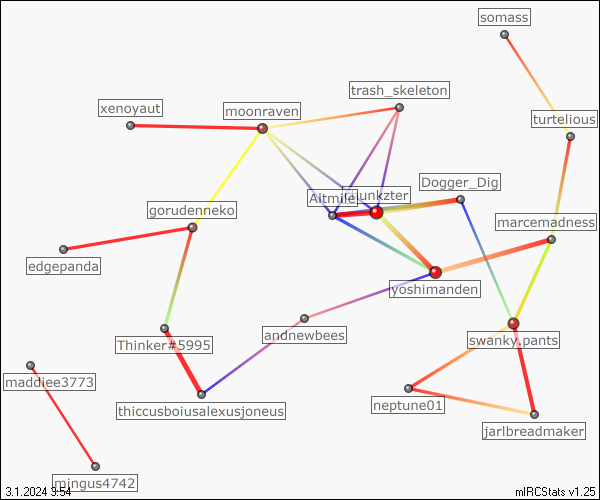 somass
trash_skeleton
xenoyaut
moonraven
turtelious
Dogger_Dig
Altmile
junkzter
gorudenneko
marcemadness
edgepanda
yoshimanden
andnewbees
swanky.pants
Thinker#5995
maddiee3773
neptune01
thiccusboiusalexusjoneus
jarlbreadmaker
mingus4742
3.1.2024 3:54
mIRCStats v1.25